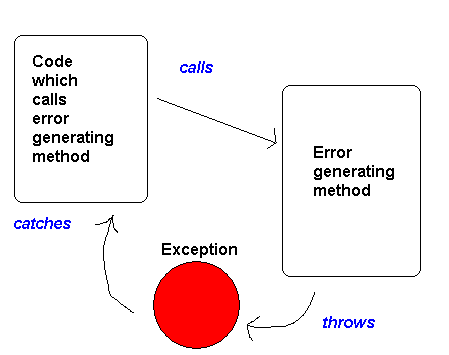 Code
which
calls
error
generating
method
calls
Error
generating
method
catches
Exception
throws